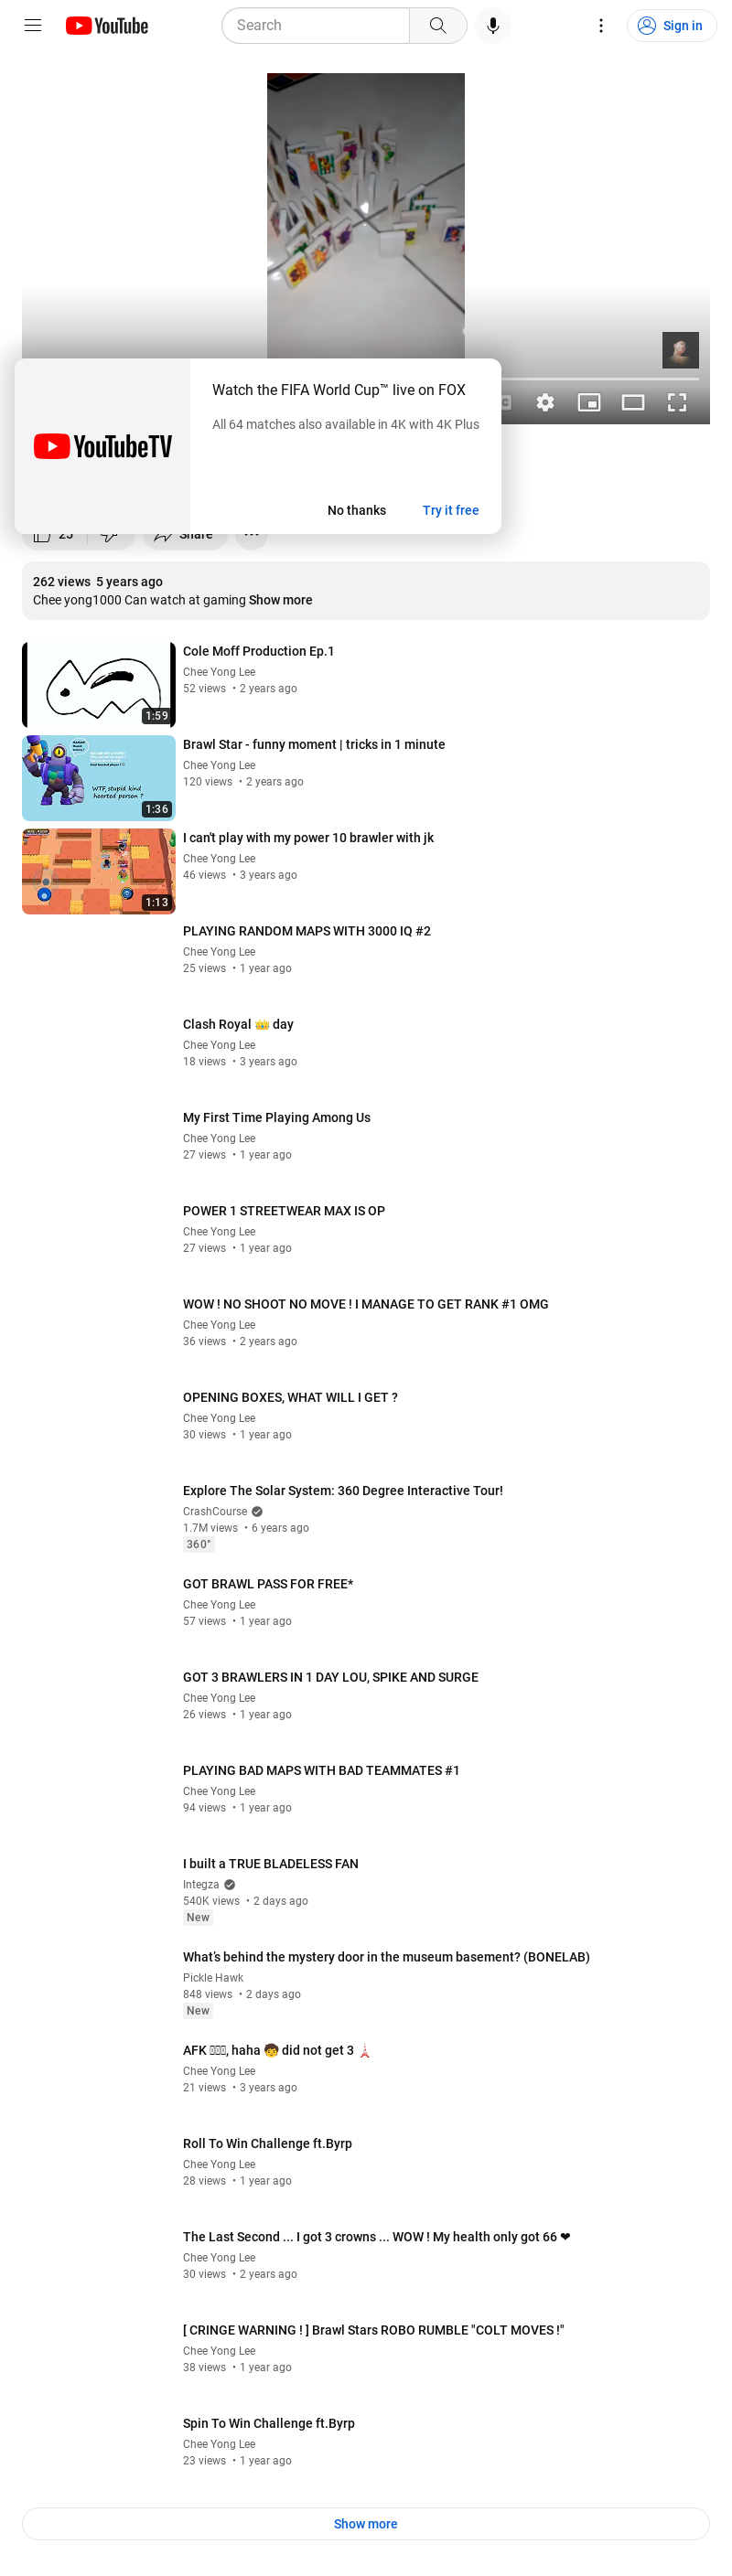 YouTube
Search
Sign in
Watch the FIFA World Cup™ live on FOX
All 64 matches also available in 4K with 4K Plus
YouTubeTV
No thanks
Try it free
25
Share
262 views 5 years ago
Chee yong1000 Can watch at gaming Show more
Cole Moff Production Ep.1
Chee Yong Lee
52 views • 2 years ago
1:59
Brawl Star - funny moment | tricks in 1 minute
Chee Yong Lee
120 views • 2 years ago
WTF, stupid kind
hearted person ?
1:36
I can't play with my power 10 brawler with jk
Chee Yong Lee
46 views • 3 years ago
1:13
PLAYING RANDOM MAPS WITH 3000 IQ #2
Chee Yong Lee
25 views • 1 year ago
Clash Royal 👑 day
Chee Yong Lee
18 views • 3 years ago
My First Time Playing Among Us
Chee Yong Lee
27 views • 1 year ago
POWER 1 STREETWEAR MAX IS OP
Chee Yong Lee
27 views • 1 year ago
WOW ! NO SHOOT NO MOVE ! I MANAGE TO GET RANK #1 OMG
Chee Yong Lee
36 views • 2 years ago
OPENING BOXES, WHAT WILL I GET ?
Chee Yong Lee
30 views • 1 year ago
Explore The Solar System: 360 Degree Interactive Tour!
CrashCourse
1.7M views • 6 years ago
360°
GOT BRAWL PASS FOR FREE*
Chee Yong Lee
57 views • 1 year ago
GOT 3 BRAWLERS IN 1 DAY LOU, SPIKE AND SURGE
Chee Yong Lee
26 views • 1 year ago
PLAYING BAD MAPS WITH BAD TEAMMATES #1
Chee Yong Lee
94 views • 1 year ago
I built a TRUE BLADELESS FAN
Integza
540K views • 2 days ago
New
What's behind the mystery door in the museum basement? (BONELAB)
Pickle Hawk
848 views • 2 days ago
New
AFK , haha 🧒 did not get 3 🗼
Chee Yong Lee
21 views • 3 years ago
Roll To Win Challenge ft.Byrp
Chee Yong Lee
28 views • 1 year ago
The Last Second ... I got 3 crowns ... WOW ! My health only got 66 ❤
Chee Yong Lee
30 views • 2 years ago
[ CRINGE WARNING ! ] Brawl Stars ROBO RUMBLE "COLT MOVES !"
Chee Yong Lee
38 views • 1 year ago
Spin To Win Challenge ft.Byrp
Chee Yong Lee
23 views • 1 year ago
Show more